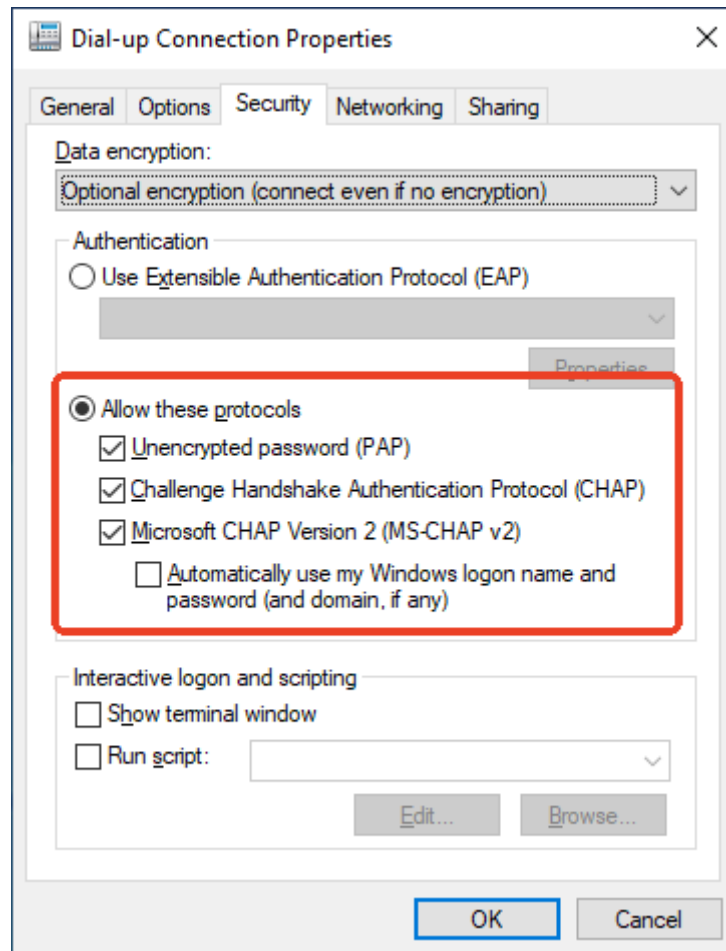 Dial-up Connection Properties
General Options Security Networking Sharing
Data encryption:
Optional encryption (connect even if no encryption)
Authentication
Use Extensible Authentication Protocol (EAP)
Properties
Allow these protocols
Unencrypted password (PAP)
Challenge Handshake Authentication Protocol (CHAP)
Microsoft CHAP Version 2 (MS-CHAP v2)
Automatically use my Windows logon name and
password (and domain, if any)
Interactive logon and scripting
Show terminal window
Run script:
Edit... Browse...
OK Cancel